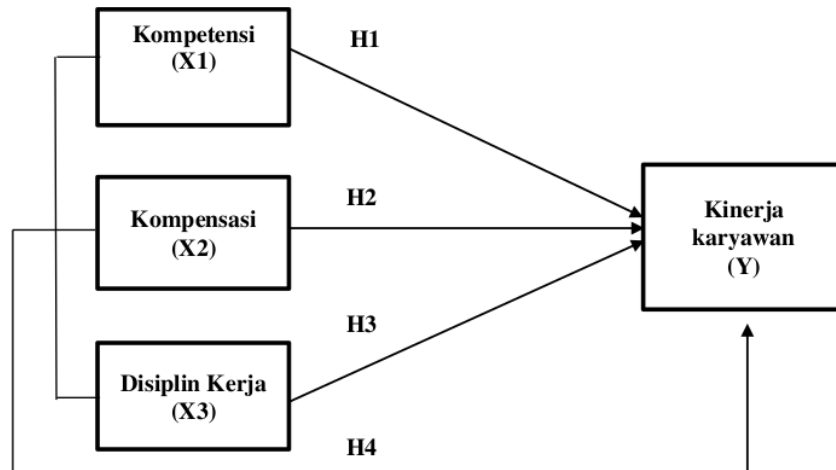 Kompetensi
(X1)
H1
Kompensasi
(X2)
H2
Kinerja
karyawan
(Y)
H3
Disiplin Kerja
(X3)
H4